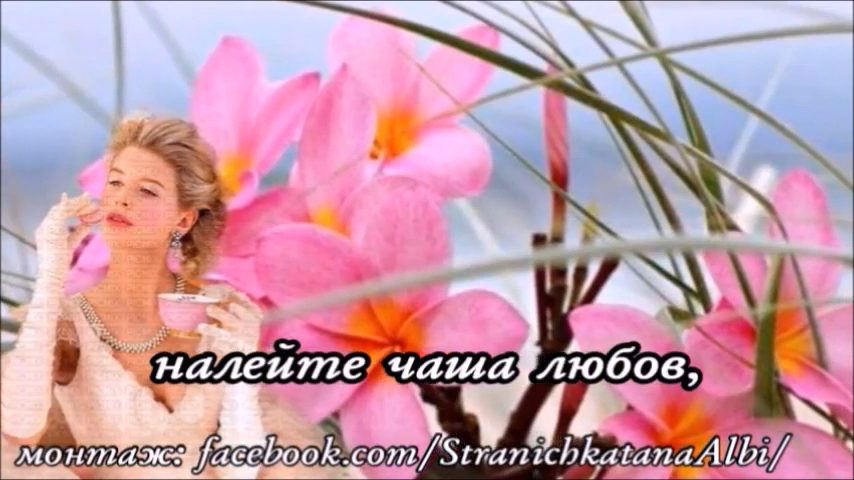 налейте чаша любов,
монтаж: facebook.com/StranichkatanaAlbi/